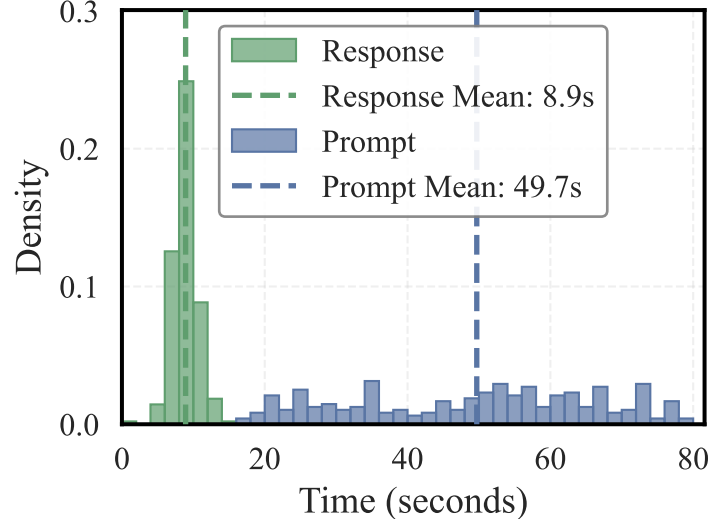 0.3
0.2
0.1
0.0
Density
Response
Response Mean: 8.9s
Prompt
Prompt Mean: 49.7s
0 20 40 60 80
Time (seconds)